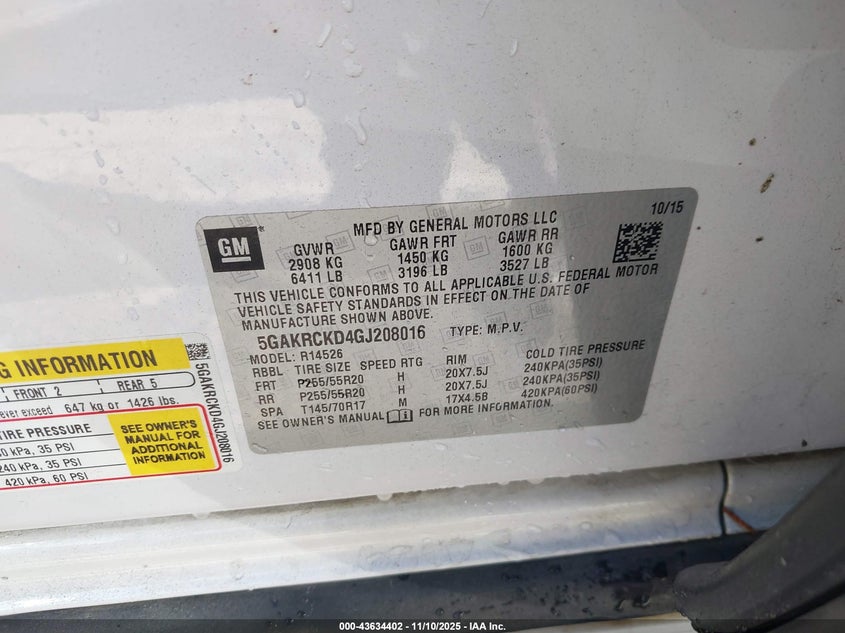 GM
MFD BY GENERAL MOTORS LLC
10/15
GVWR GAWR FRT GAWR RR
2908 KG 1450 KG 1600 KG
6411 LB 3196 LB 3527 LB
THIS VEHICLE CONFORMS TO ALL APPLICABLE U.S. FEDERAL MOTOR
VEHICLE SAFETY STANDARDS IN EFFECT ON THE DATE OF
MANUFACTURE SHOWN ABOVE.
5GAKRCKD4GJ208016 TYPE: M.P.V.
MODEL: R14526
RBBL TIRE SIZE SPEED RTG RIM COLD TIRE PRESSURE
FRT P255/55R20 H 20X7.5J 240KPA(35PSI)
RR P255/55R20 H 20X7.5J 240KPA(35PSI)
SPA T145/70R17 M 17X4.5B 420KPA(60PSI)
SEE OWNER'S MANUAL FOR MORE INFORMATION.
G INFORMATION
FRONT 2 REAR 5
ever exceed 647 kg or 1426 lbs.
TIRE PRESSURE
0 kPa, 35 PSI
240 kPa, 35 PSI
420 kPa, 60 PSI
SEE OWNER'S
MANUAL FOR
ADDITIONAL
INFORMATION
5GAKRCKD4GJ208016
000-43634402 — 11/10/2025 — IAA Inc.